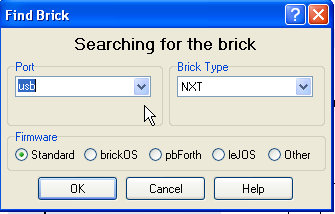 Find Brick
Searching for the brick
Port
Brick Type
usb
NXT
Firmware
Standard brickOS pbForth leJOS Other
OK Cancel Help